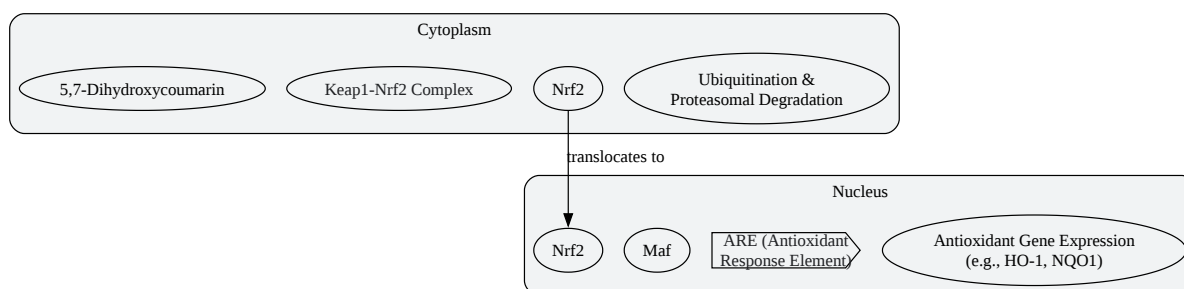 Cytoplasm
5,7-Dihydroxycoumarin
Keap1-Nrf2 Complex
Nrf2
Ubiquitination &
Proteasomal Degradation
translocates to
Nucleus
Nrf2
Maf
ARE (Antioxidant
Response Element)
Antioxidant Gene Expression
(e.g., HO-1, NQO1)